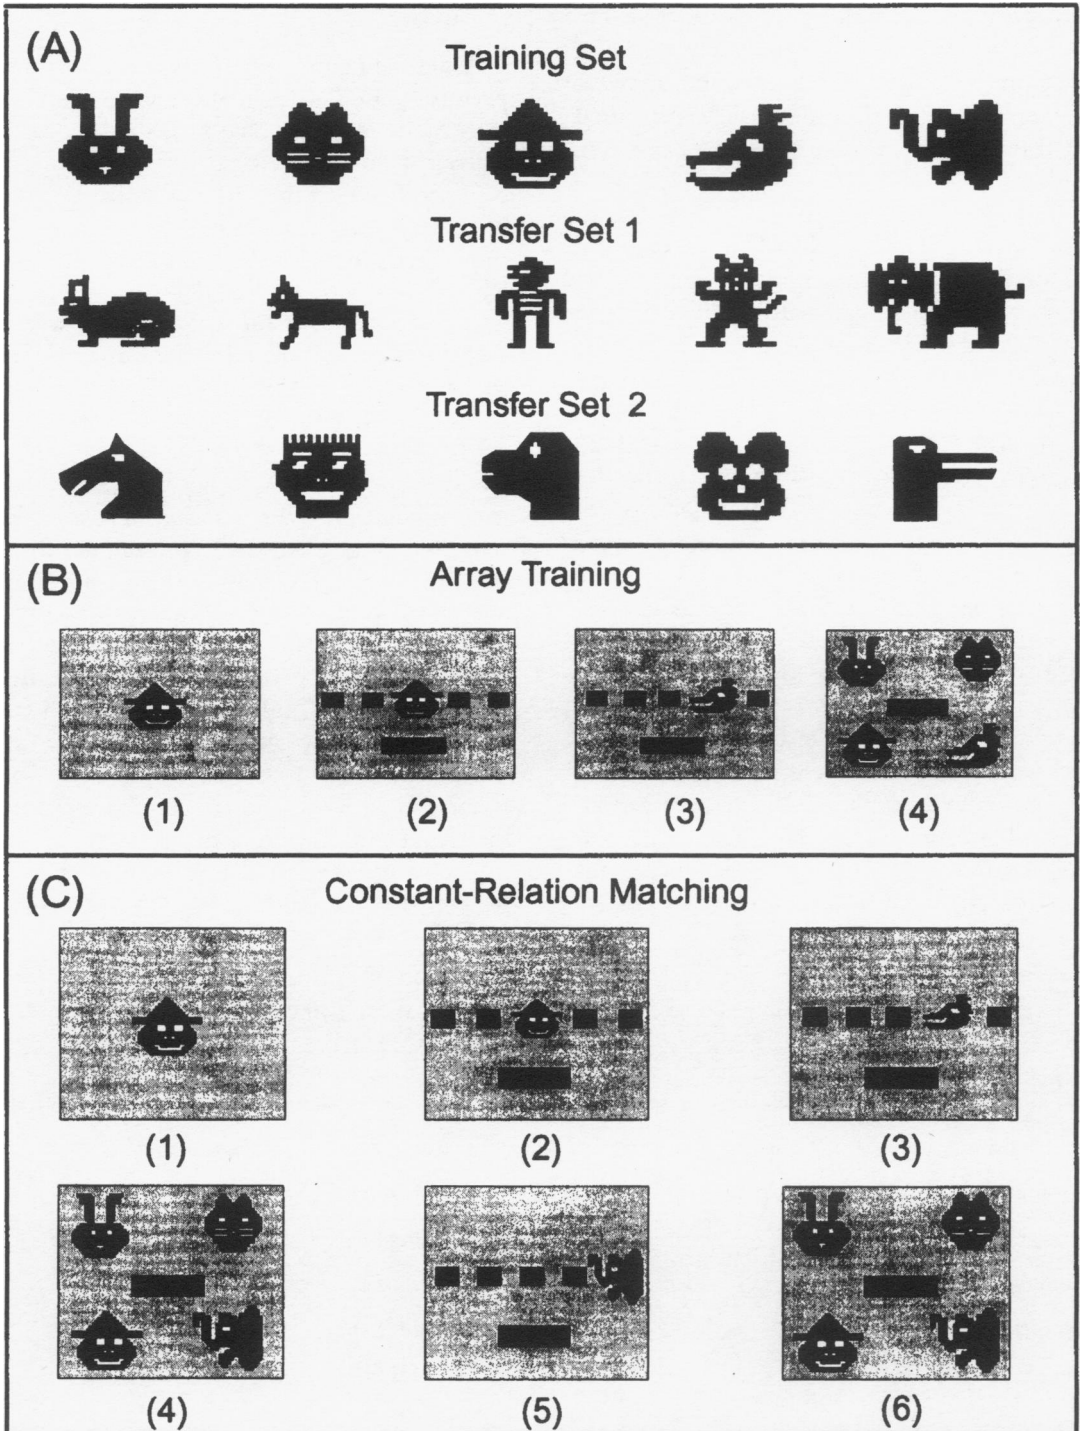 (A)
Training Set
Transfer Set 1
Transfer Set 2
(B)
Array Training
(1) (2) (3) (4)
(C)
Constant-Relation Matching
(1) (2) (3)
(4) (5) (6)